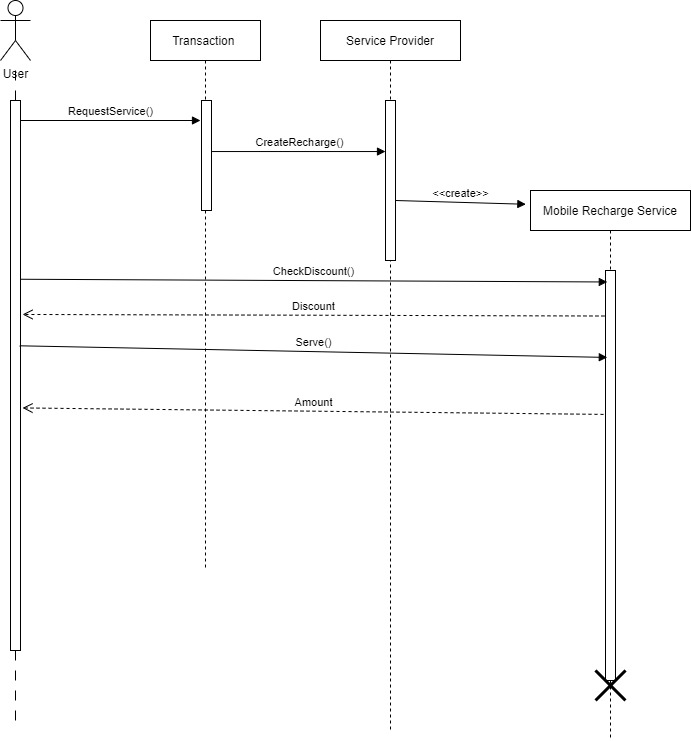 Transaction
Service Provider
User
RequestService()
CreateRecharge()
<<create>>
Mobile Recharge Service
CheckDiscount()
Discount
Serve()
Amount